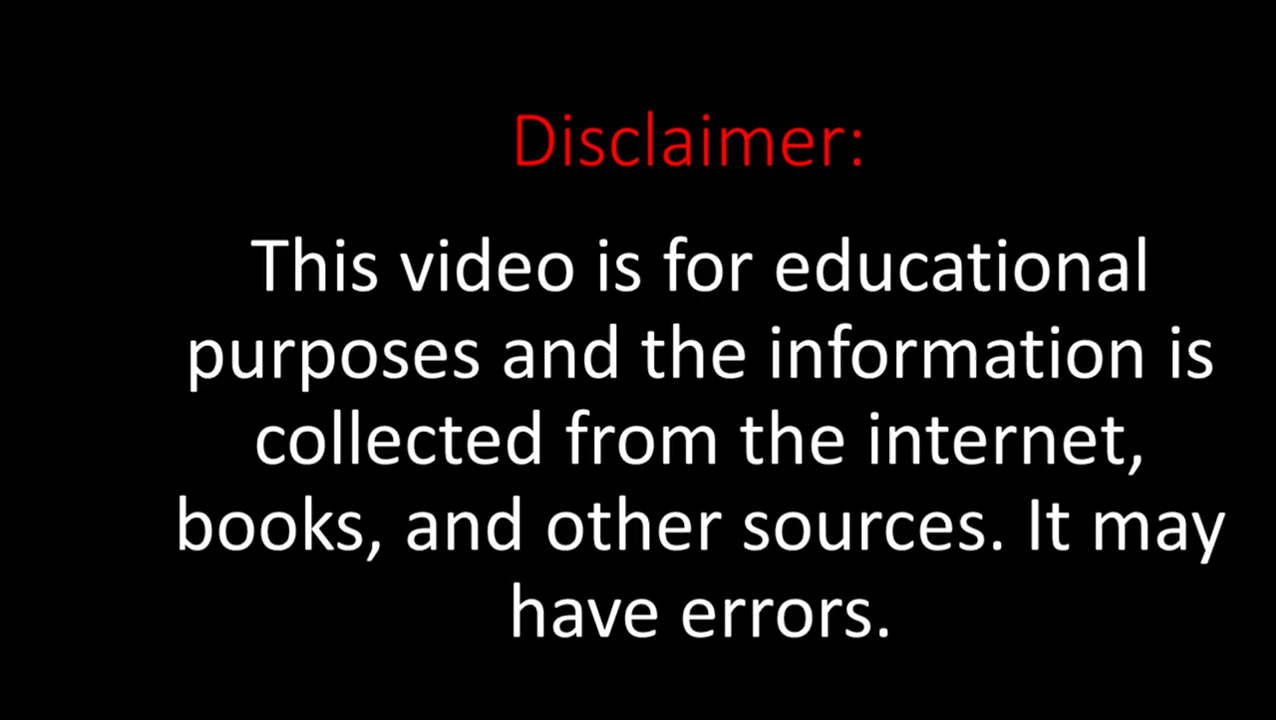 Disclaimer:
This video is for educational
purposes and the information is
collected from the internet,
books, and other sources. It may
have errors.